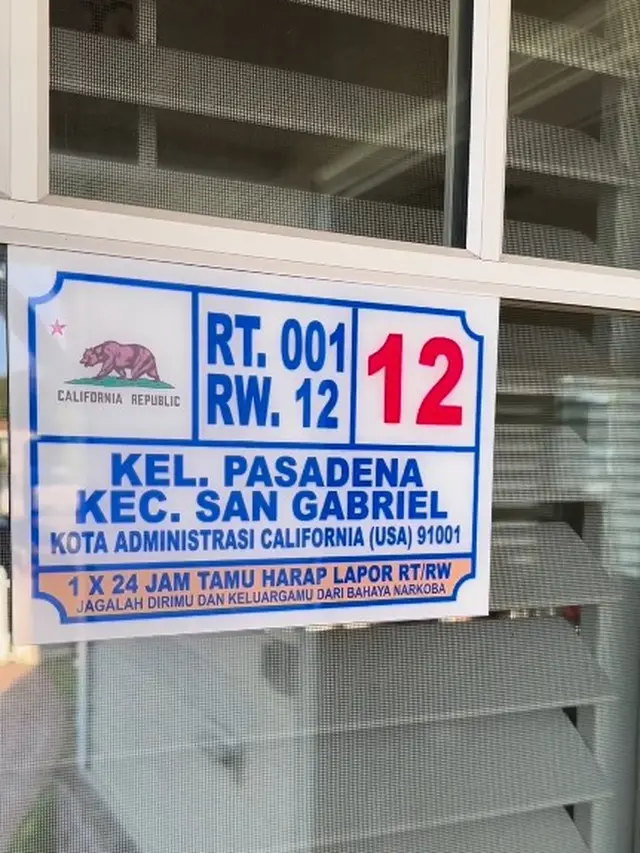 CALIFORNIA REPUBLIC
RT. 001
RW. 12
12
KEL. PASADENA
KEC. SAN GABRIEL
KOTA ADMINISTRASI CALIFORNIA (USA) 91001
1 X 24 JAM TAMU HARAP LAPOR RT/RW
JAGALAH DIRIMU DAN KELUARGAMU DARI BAHAYA NARKOBA